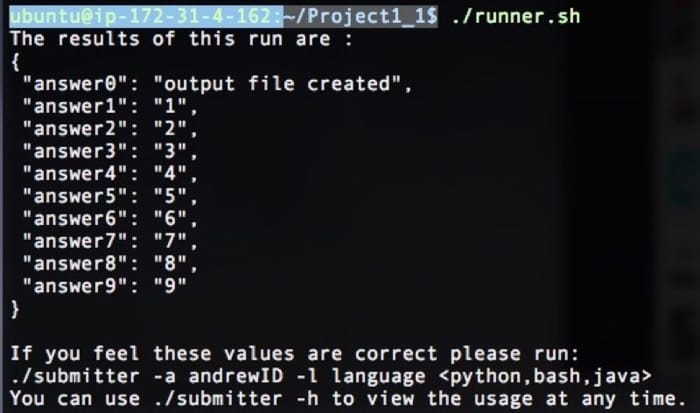 ubuntu@ip-172-31-4-162:~/Project1_1$ ./runner.sh
The results of this run are :
{
"answer0": "output file created",
"answer1": "1",
"answer2": "2",
"answer3": "3",
"answer4": "4",
"answer5": "5",
"answer6": "6",
"answer7": "7",
"answer8": "8",
"answer9": "9"
}
If you feel these values are correct please run:
./submitter -a andrewID -l language <python,bash,java>
You can use ./submitter -h to view the usage at any time.